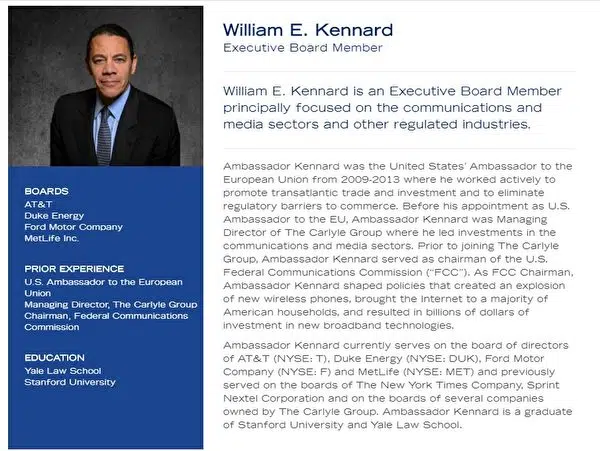 William E. Kennard
Executive Board Member
William E. Kennard is an Executive Board Member
principally focused on the communications and
media sectors and other regulated industries.
BOARDS
AT&T
Duke Energy
Ford Motor Company
MetLife Inc.
PRIOR EXPERIENCE
U.S. Ambassador to the European
Union
Managing Director, The Carlyle Group
Chairman, Federal Communications
Commission
EDUCATION
Yale Law School
Stanford University
Ambassador Kennard was the United States' Ambassador to the
European Union from 2009-2013 where he worked actively to
promote transatlantic trade and investment and to eliminate
regulatory barriers to commerce. Before his appointment as U.S.
Ambassador to the EU, Ambassador Kennard was Managing
Director of The Carlyle Group where he led investments in the
communications and media sectors. Prior to joining The Carlyle
Group, Ambassador Kennard served as chairman of the U.S.
Federal Communications Commission ("FCC"). As FCC Chairman,
Ambassador Kennard shaped policies that created an explosion
of new wireless phones, brought the Internet to a majority of
American households, and resulted in billions of dollars of
investment in new broadband technologies.
Ambassador Kennard currently serves on the board of directors
of AT&T (NYSE: T), Duke Energy (NYSE: DUK), Ford Motor
Company (NYSE: F) and MetLife (NYSE: MET) and previously
served on the boards of The New York Times Company, Sprint
Nextel Corporation and on the boards of several companies
owned by The Carlyle Group. Ambassador Kennard is a graduate
of Stanford University and Yale Law School.